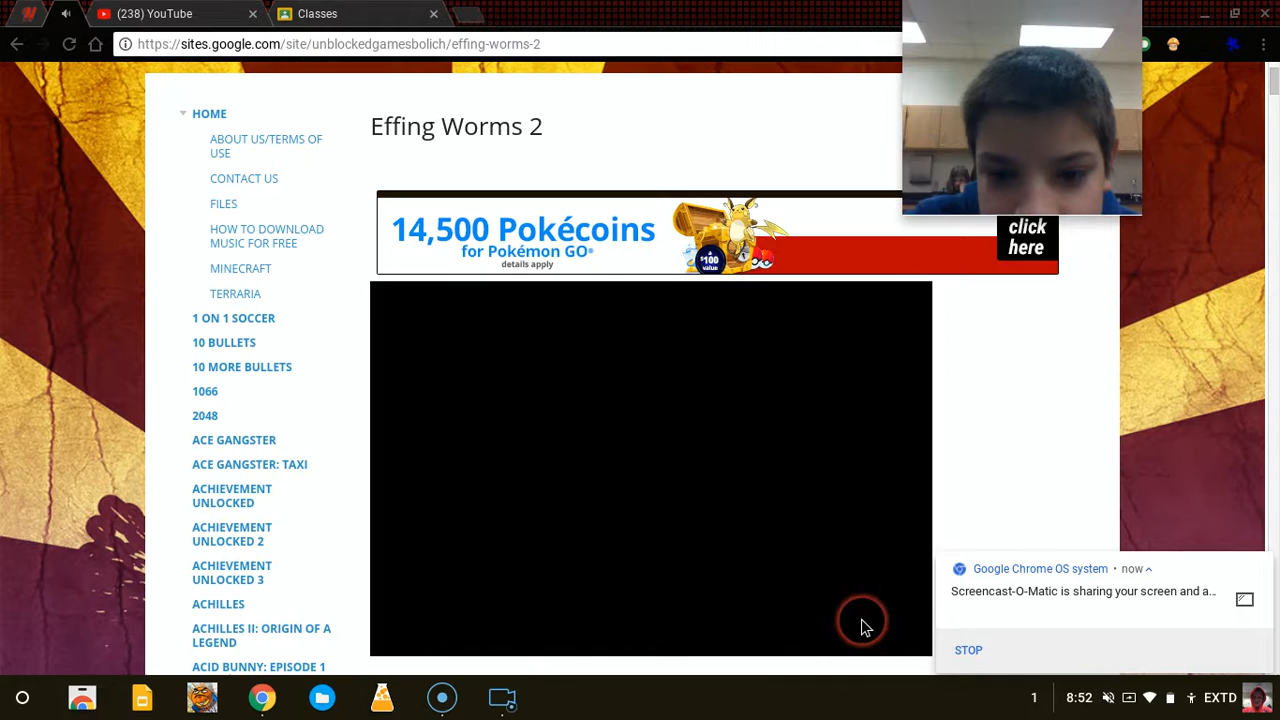 (238) YouTube
Classes
https://sites.google.com/site/unblockedgamesbolich/effing-worms-2
HOME
ABOUT US/TERMS OF
USE
CONTACT US
FILES
HOW TO DOWNLOAD
MUSIC FOR FREE
MINECRAFT
TERRARIA
1 ON 1 SOCCER
10 BULLETS
10 MORE BULLETS
1066
2048
ACE GANGSTER
ACE GANGSTER: TAXI
ACHIEVEMENT
UNLOCKED
ACHIEVEMENT
UNLOCKED 2
ACHIEVEMENT
UNLOCKED 3
ACHILLES
ACHILLES II: ORIGIN OF A
LEGEND
ACID BUNNY: EPISODE 1
Effing Worms 2
14,500 Pokécoins
for Pokémon GO®
details apply
$100
value
click
here
Google Chrome OS system • now
Screencast-O-Matic is sharing your screen and a...
STOP
1
8:52
EXTD